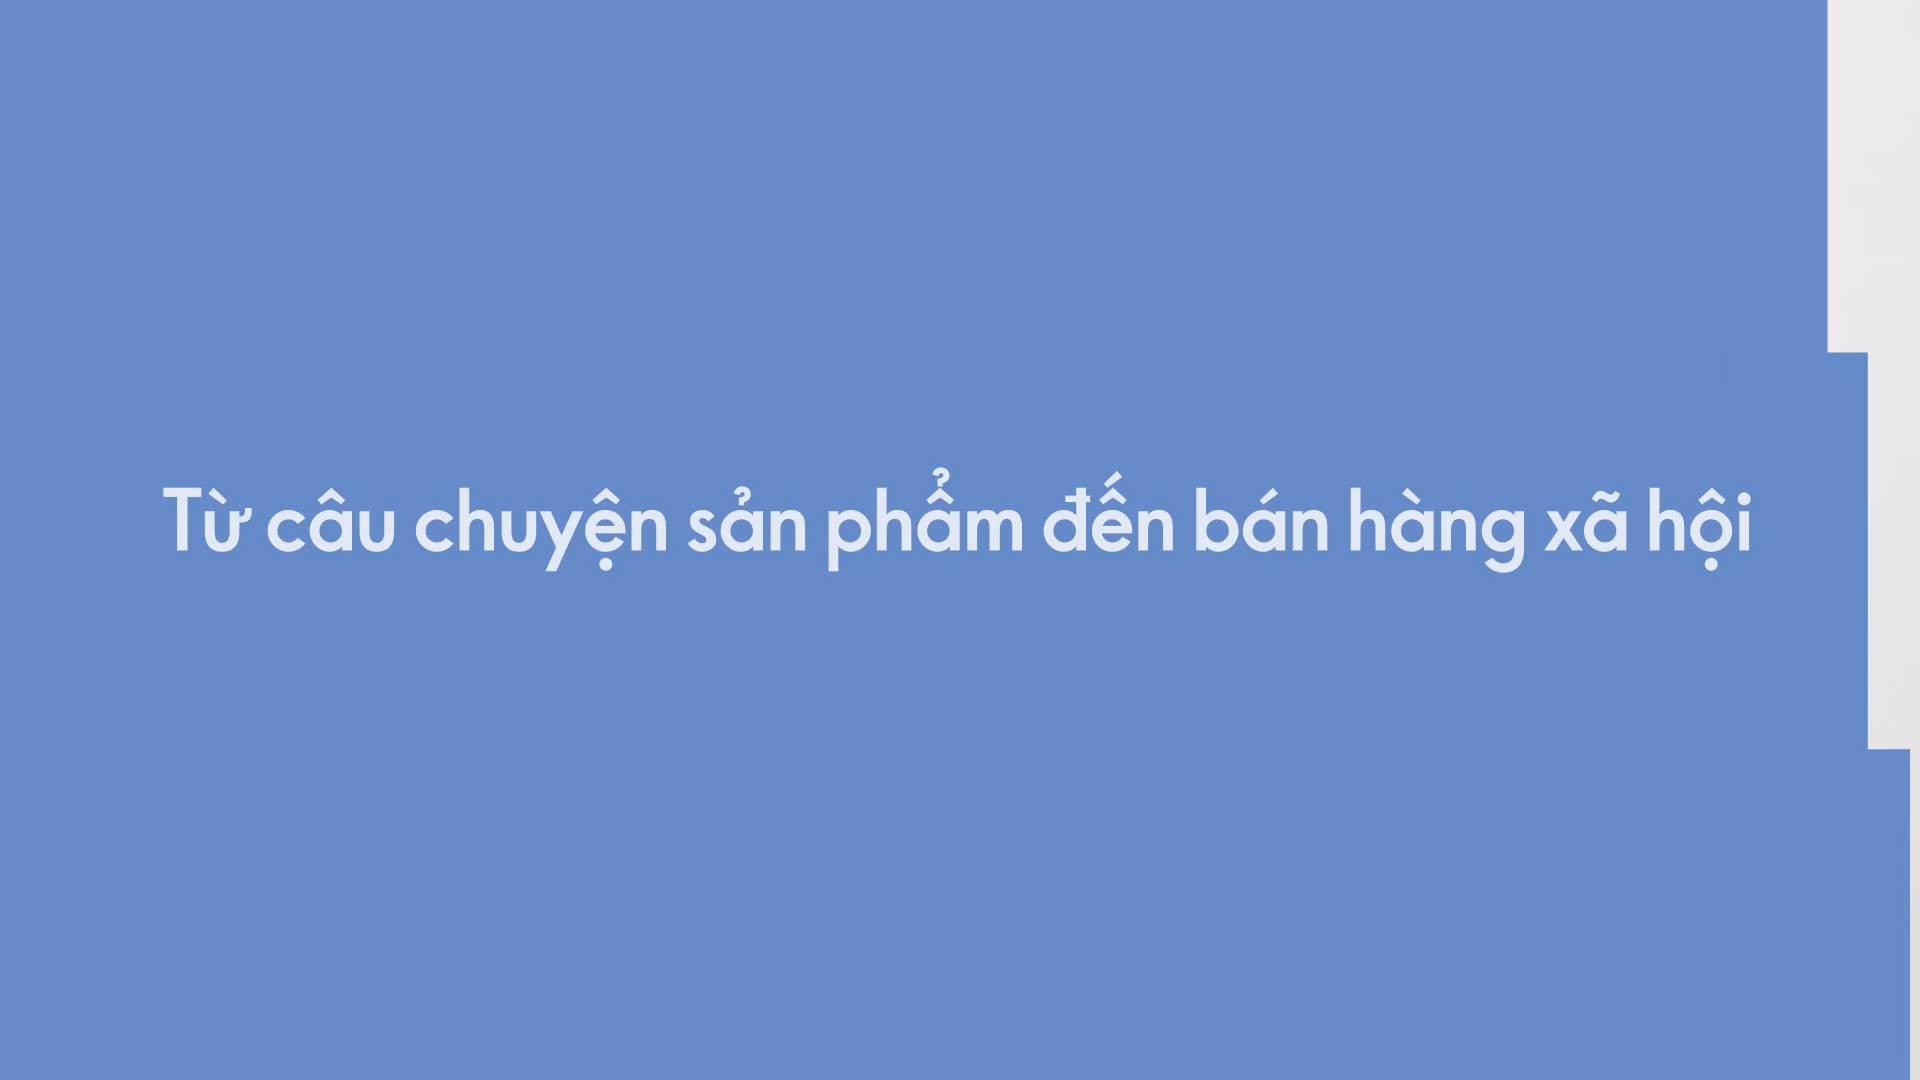 Từ câu chuyện sản phẩm đến bán hàng xã hội